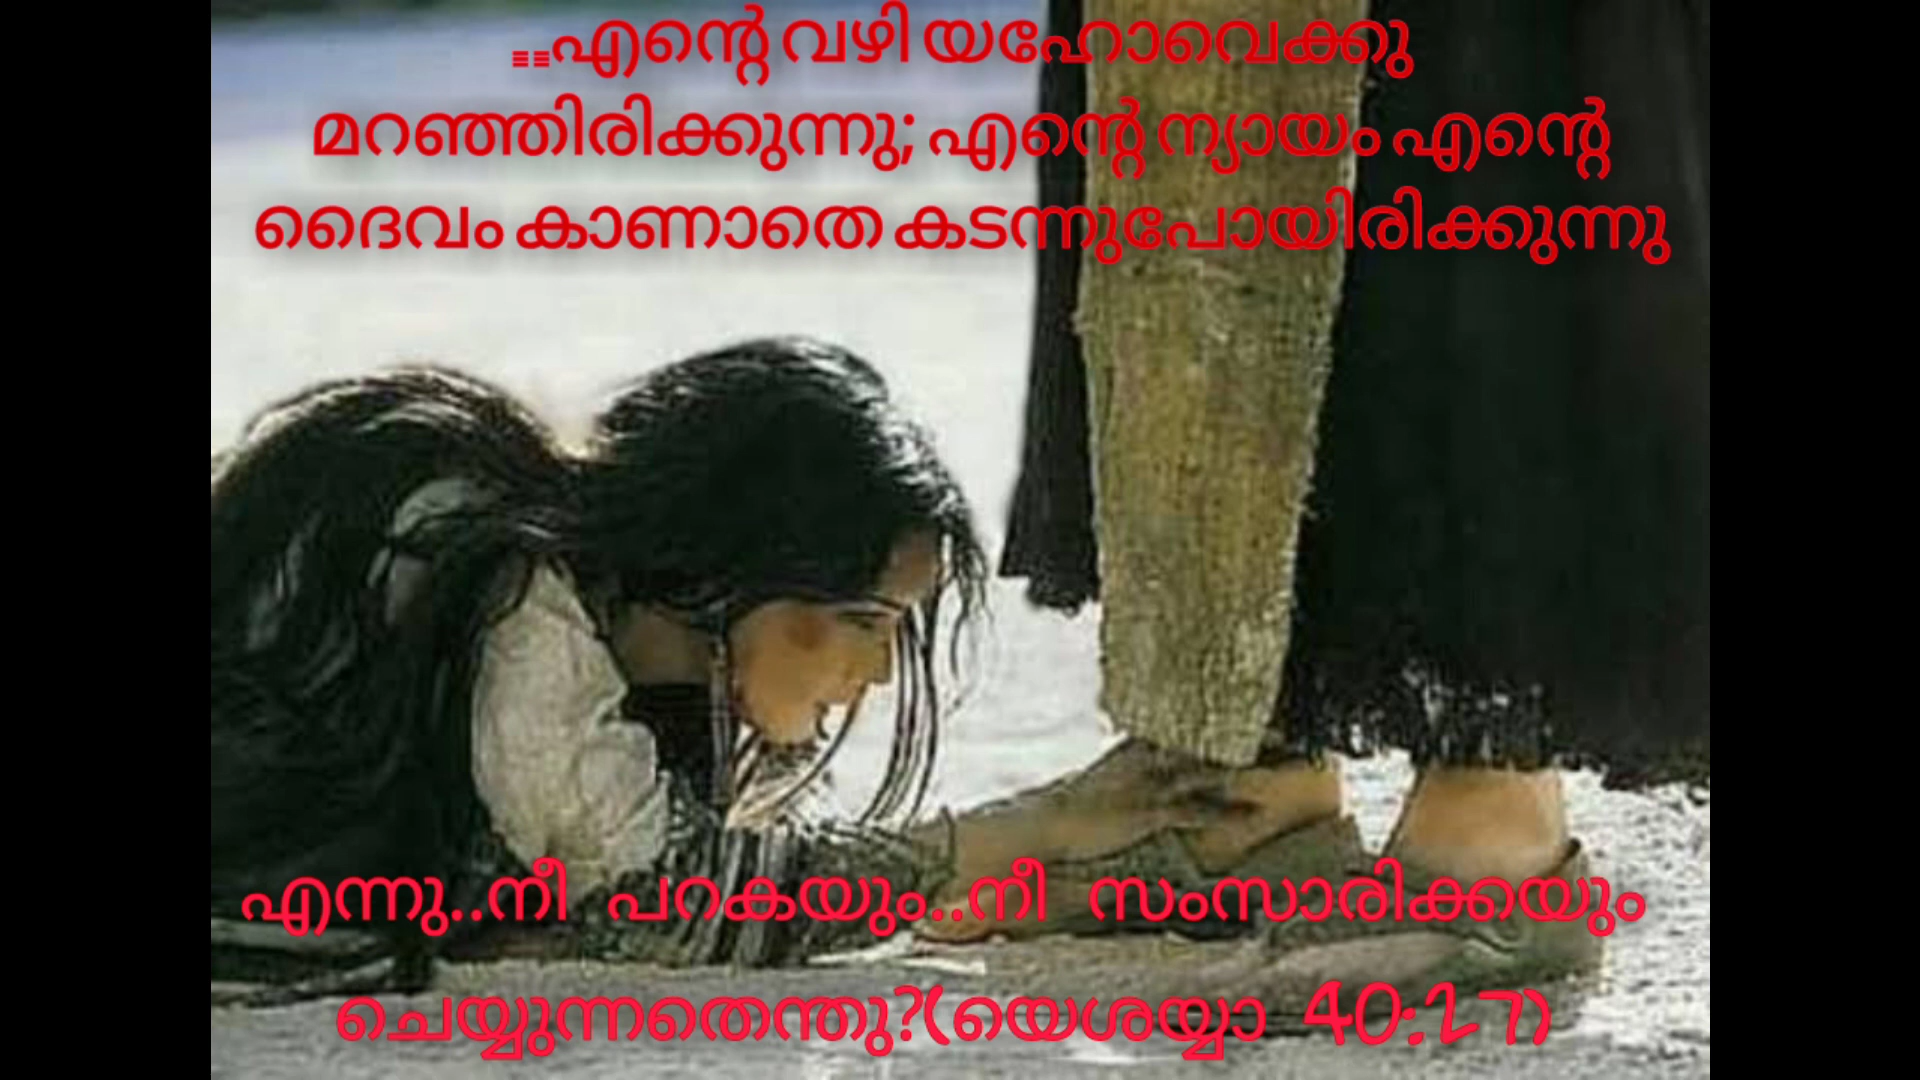 ..എന്റെ വഴി യഹോവെക്കു
മറഞ്ഞിരിക്കുന്നു; എന്റെ ന്യായം എന്റെ
ദൈവം കാണാതെ കടന്നുപോയിരിക്കുന്നു
എന്നു..നീ പറകയും..നീ സംസാരിക്കയും
ചെയ്യുന്നതെന്തു?(യെശയ്യാ 40:27)